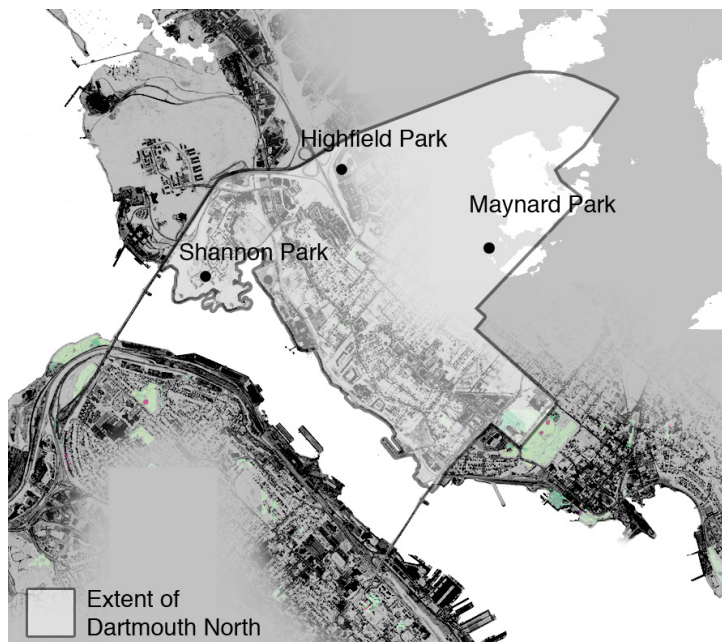 Highfield Park
Maynard Park
Shannon Park
Extent of
Dartmouth North